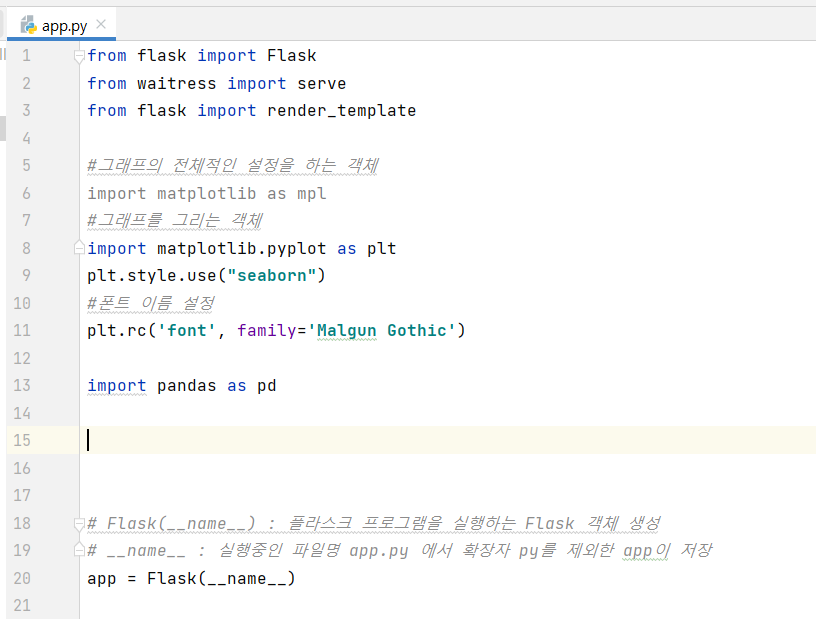 app.py
1 from flask import Flask
2 from waitress import serve
3 from flask import render_template
4
5 #그래프의 전체적인 설정을 하는 객체
6 import matplotlib as mpl
7 #그래프를 그리는 객체
8 import matplotlib.pyplot as plt
9 plt.style.use("seaborn")
10 #폰트 이름 설정
11 plt.rc('font', family='Malgun Gothic')
12
13 import pandas as pd
14
15
16
17
18 # Flask(__name__) : 플라스크 프로그램을 실행하는 Flask 객체 생성
19 # __name__ : 실행중인 파일명 app.py 에서 확장자 py를 제외한 app이 저장
20 app = Flask(__name__)
21